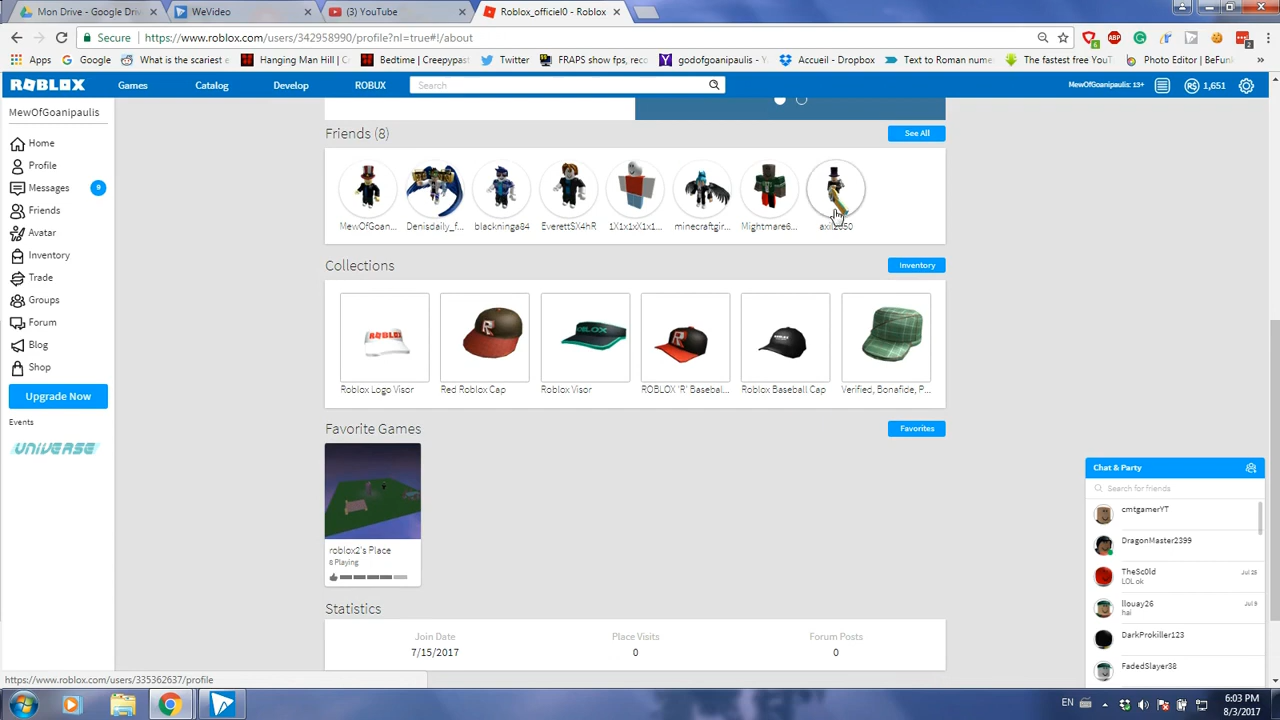 Mon Drive - Google Driv
WeVideo
(3) YouTube
Roblox_officiel0 - Roblox
Secure
https://www.roblox.com/users/342958990/profile?nl=true#!/about
Apps
Google
What is the scariest
Hanging Man Hill ( C
Bedtime | Creepypast
Twitter
FRAPS show fps, reco
godofgoanipaulis - Y
Accueil - Dropbox
Text to Roman nume
The fastest free YouT
Photo Editor | BeFun
ROBLOX
Games
Catalog
Develop
ROBUX
Search
MewOfGoanipaulis: 13+
1,651
MewOfGoanipaulis
Home
Profile
Messages
9
Friends
Avatar
Inventory
Trade
Groups
Forum
Blog
Shop
Upgrade Now
Events
UNIVERSE
Friends (8)
See All
MewOfGoan...
Denisdaily_f...
blackninga84
EverettSX4hR
1X1x1xX1x1...
minecraftgir...
Mightmare6...
Collections
Inventory
Roblox Logo Visor
Red Roblox Cap
Roblox Visor
ROBLOX 'R' Basebal...
Roblox Baseball Cap
Verified, Bonafide, P...
Favorite Games
Favorites
roblox2's Place
8 Playing
Statistics
Join Date
Place Visits
Forum Posts
7/15/2017
0
0
Chat & Party
Search for friends
cmtgamerYT
DragonMaster2399
TheSc0ld
LOL ok
llouay26
Jul 9
hai
DarkProkiller123
FadedSlayer38
https://www.roblox.com/users/335362637/profile
EN
6:03 PM
8/3/2017